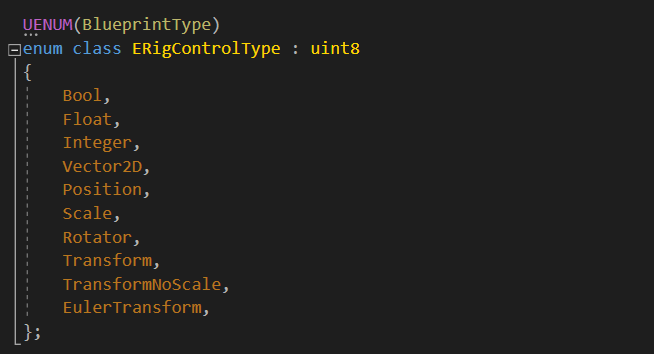 UENUM(BlueprintType)
enum class ERigControlType : uint8
{
    Bool,
    Float,
    Integer,
    Vector2D,
    Position,
    Scale,
    Rotator,
    Transform,
    TransformNoScale,
    EulerTransform,
};